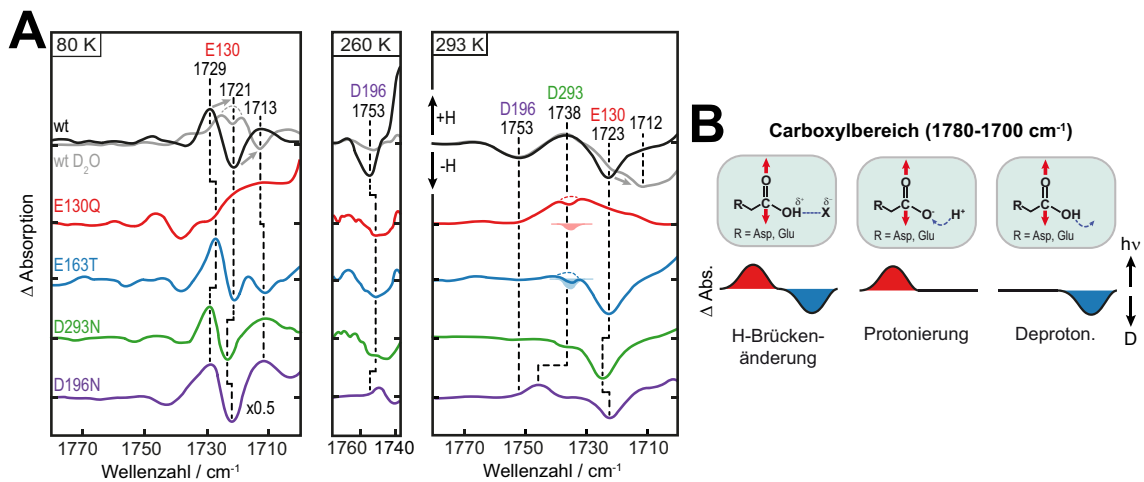 A
80 K
E130
1729
1721
1713
wt
wt D2O
E130Q
E163T
D293N
D196N
x0.5
260 K
D196
1753
293 K
+H
-H
D196
1753
D293
1738
E130
1723
1712
Δ Absorption
1770
1750
1730
1710
1760
1740
1770
1750
1730
1710
Wellenzahl / cm-1
Wellenzahl / cm-1
B
Carboxylbereich (1780-1700 cm-1)
O
R
OH
δ+
X
δ-
R = Asp, Glu
O
R
O-
H+
R = Asp, Glu
O
R
OH
R = Asp, Glu
Δ Abs.
hν
D
H-Brücken-
änderung
Protonierung
Deproton.